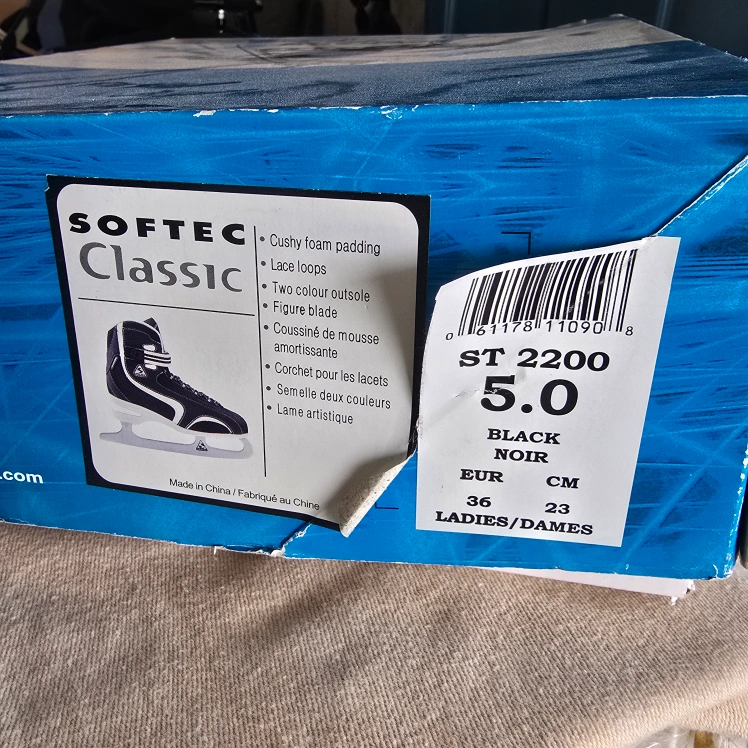 SOFTEC
Classic
• Cushy foam padding
• Lace loops
• Two colour outsole
• Figure blade
• Coussiné de mousse
amortissante
• Corchet pour les lacets
• Semelle deux couleurs
• Lame artistique
Made in China / Fabriqué au Chine
.com
0 61178 11090 8
ST 2200
5.0
BLACK
NOIR
EUR CM
36 23
LADIES/DAMES